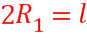 2R₁ = l